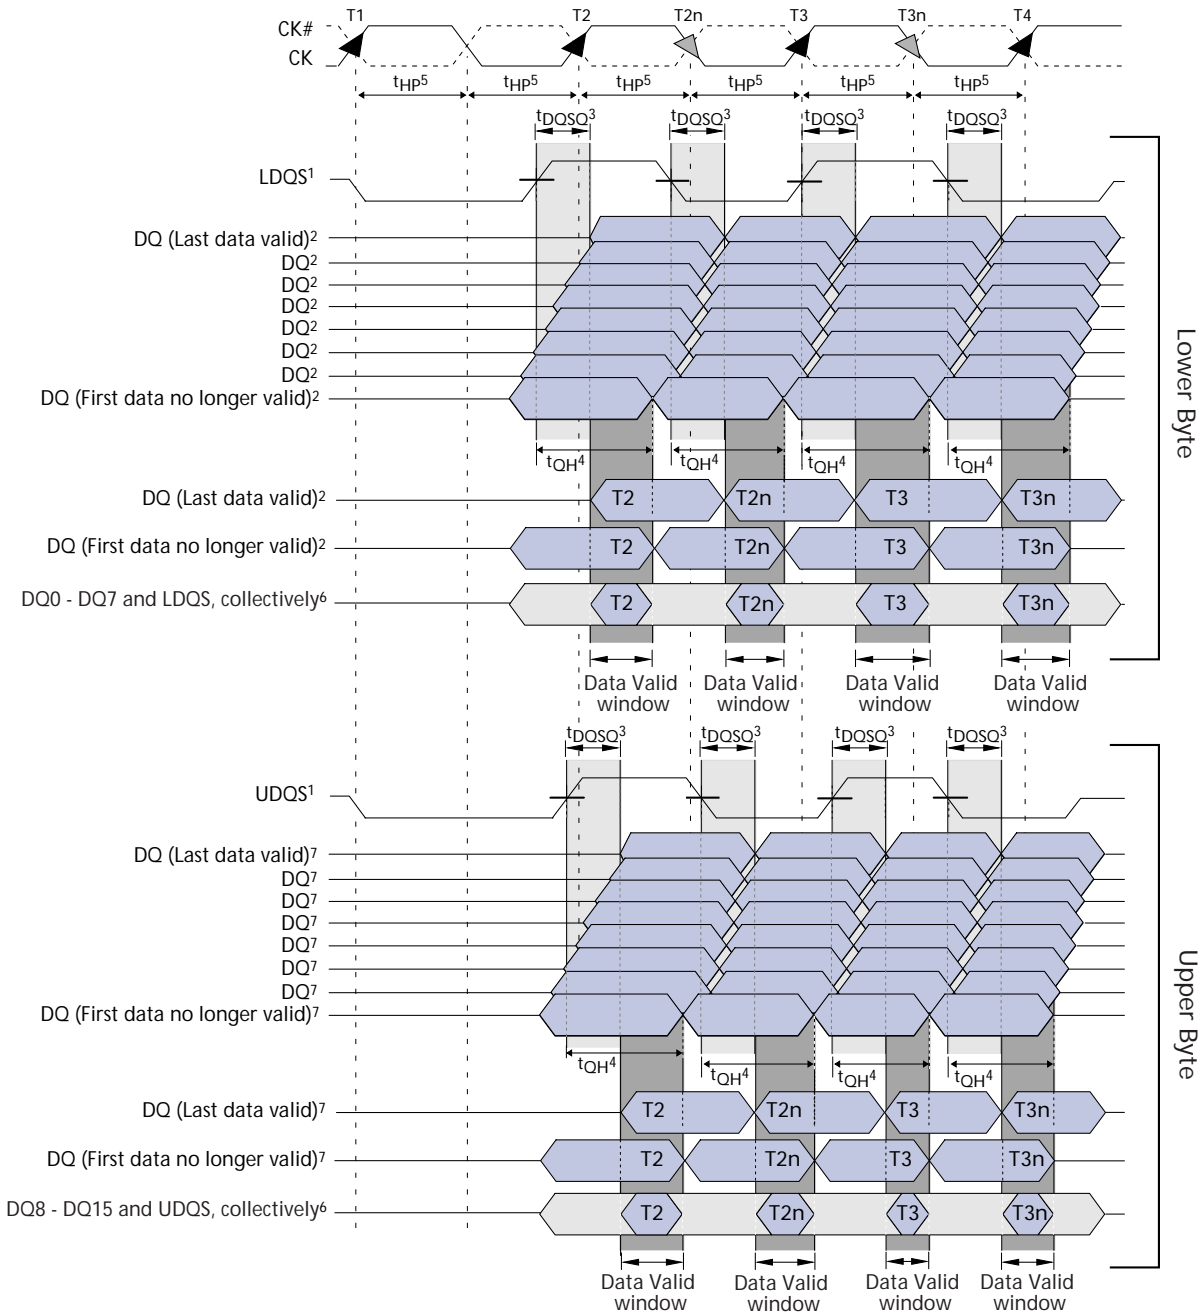 T1 T2 T2n T3 T3n T4
CK#
CK
tHP5 tHP5 tHP5 tHP5 tHP5 tHP5
tDQSQ3 tDQSQ3 tDQSQ3 tDQSQ3
LDQS1
DQ (Last data valid)2
DQ2
DQ2
DQ2
DQ2
DQ2
DQ2
DQ (First data no longer valid)2
tQH4 tQH4 tQH4 tQH4
DQ (Last data valid)2 T2 T2n T3 T3n
DQ (First data no longer valid)2 T2 T2n T3 T3n
DQ0 - DQ7 and LDQS, collectively6 T2 T2n T3 T3n
Data Valid window Data Valid window Data Valid window Data Valid window
Lower Byte
tDQSQ3 tDQSQ3 tDQSQ3 tDQSQ3
UDQS1
DQ (Last data valid)7
DQ7
DQ7
DQ7
DQ7
DQ7
DQ7
DQ (First data no longer valid)7
tQH4 tQH4 tQH4 tQH4
DQ (Last data valid)7 T2 T2n T3 T3n
DQ (First data no longer valid)7 T2 T2n T3 T3n
DQ8 - DQ15 and UDQS, collectively6 T2 T2n T3 T3n
Data Valid window Data Valid window Data Valid window Data Valid window
Upper Byte